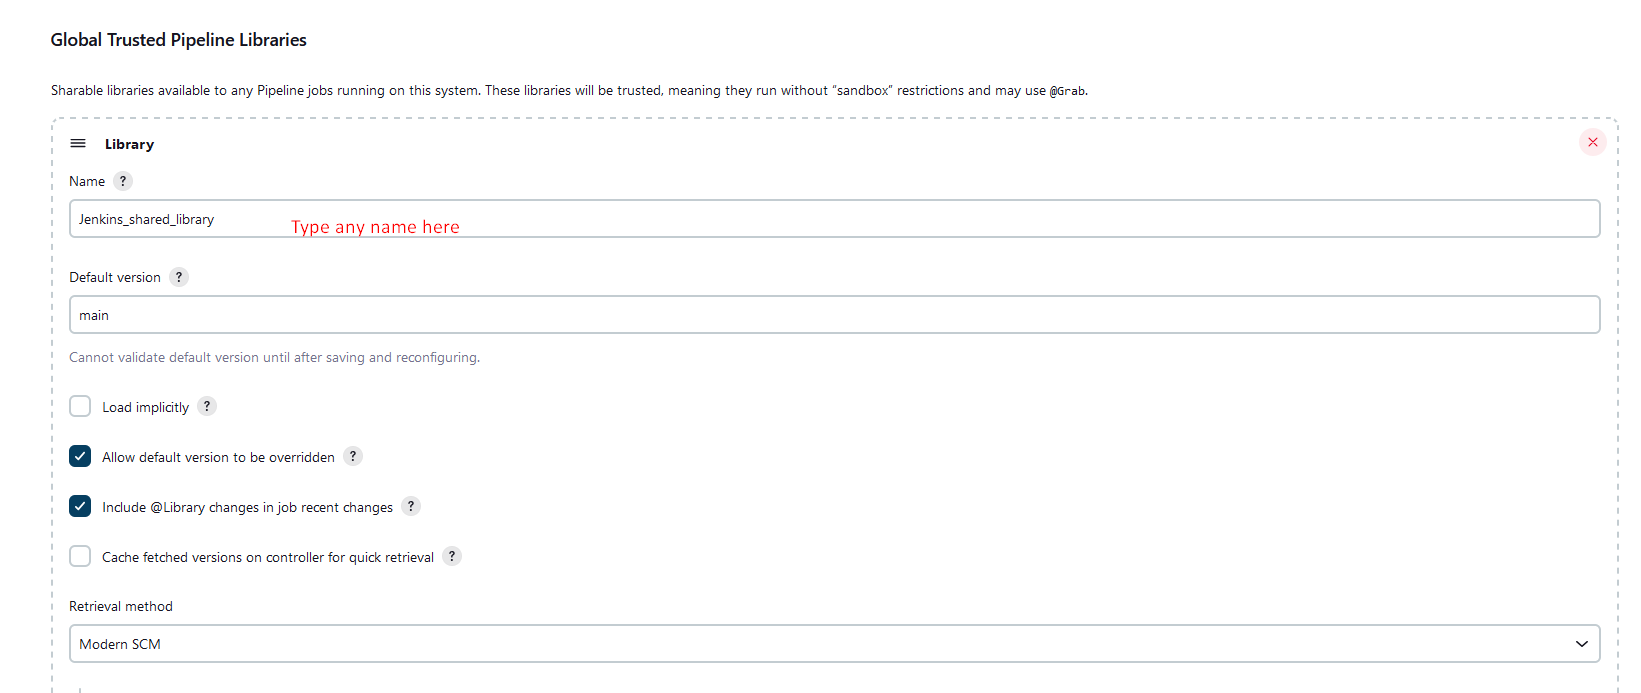 Global Trusted Pipeline Libraries
Sharable libraries available to any Pipeline jobs running on this system. These libraries will be trusted, meaning they run without “sandbox” restrictions and may use @Grab.
Library
Name ?
Jenkins_shared_library
Type any name here
Default version ?
main
Cannot validate default version until after saving and reconfiguring.
Load implicitly ?
Allow default version to be overridden ?
Include @Library changes in job recent changes ?
Cache fetched versions on controller for quick retrieval ?
Retrieval method
Modern SCM